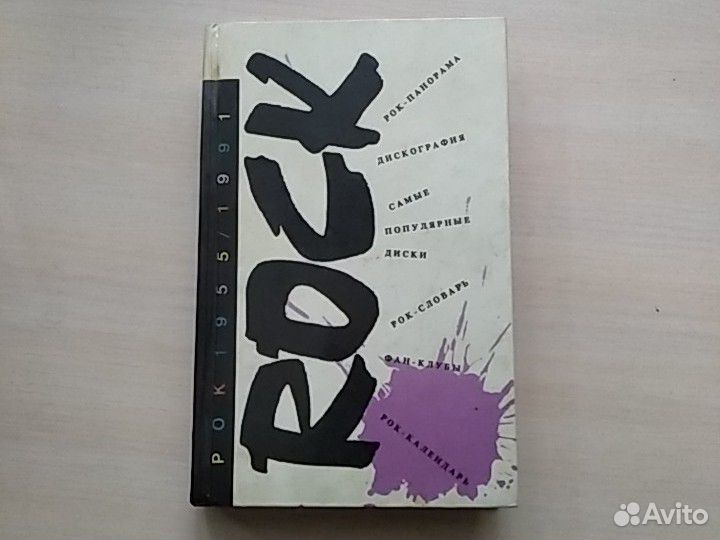 РОК 1955/1991
ROCK
РОК-ПАНОРАМА
ДИСКОГРАФИЯ
САМЫЕ
ПОПУЛЯРНЫЕ
ДИСКИ
РОК-СЛОВАРЬ
ФАН-КЛУБЫ
РОК-КАЛЕНДАРЬ
Avito